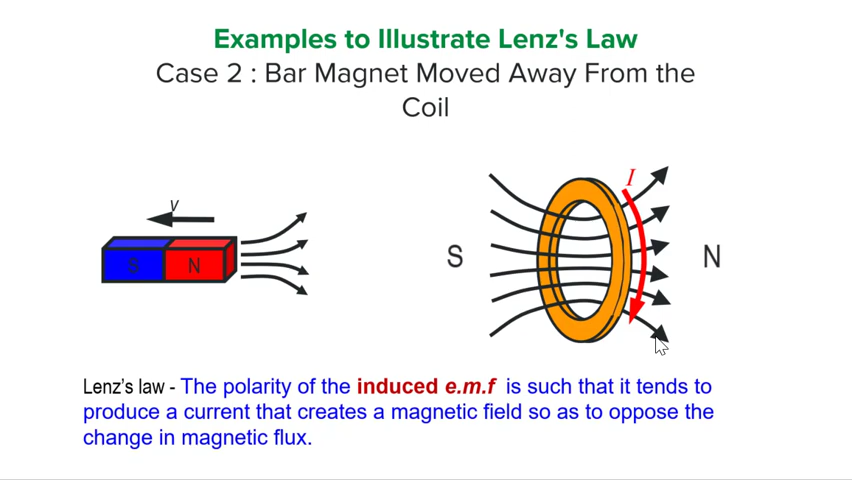 Examples to Illustrate Lenz's Law
Case 2 : Bar Magnet Moved Away From the
Coil
v
I
S
N
S
N
Lenz's law - The polarity of the induced e.m.f is such that it tends to
produce a current that creates a magnetic field so as to oppose the
change in magnetic flux.